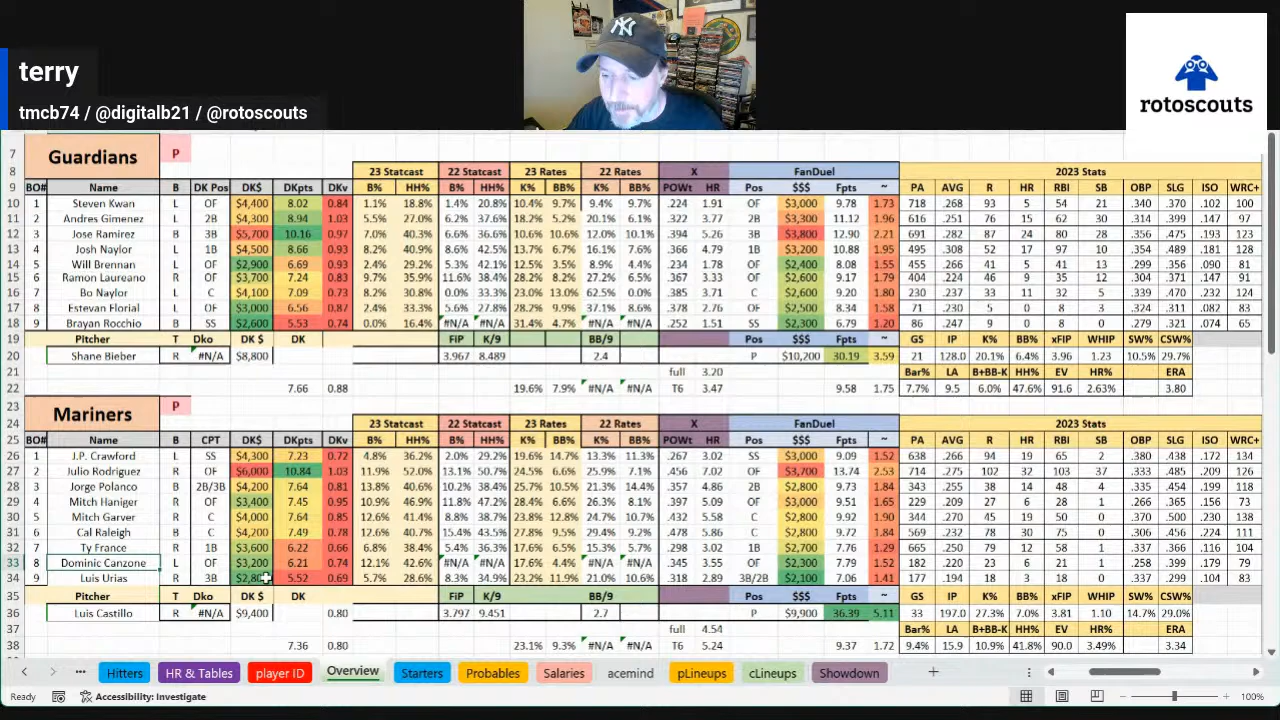 terry
tmcb74 / @digitalb21 / @rotoscouts
rotoscouts
7 Guardians P
8 23 Statcast 22 Statcast 23 Rates 22 Rates X FanDuel 2023 Stats
9 BO# Name B DK Pos DK$ DKpts DKv B% HH% B% HH% K% BB% K% BB% POWt HR Pos $$$ Fpts ~ PA AVG R HR RBI SB OBP SLG ISO WRC+
10 1 Steven Kwan L OF $4,400 8.02 0.84 1.1% 18.8% 1.4% 20.8% 10.4% 9.7% 9.4% 9.7% .224 1.91 OF $3,000 9.78 1.73 718 .268 93 5 54 21 .340 .370 .102 100
11 2 Andres Gimenez L 2B $4,300 8.94 1.03 5.5% 27.0% 6.2% 37.6% 18.2% 5.2% 20.1% 6.1% .322 3.77 2B $3,300 11.12 1.96 616 .251 76 15 62 30 .314 .399 .147 97
12 3 Jose Ramirez B 3B $5,700 10.16 0.97 7.0% 40.3% 6.6% 36.6% 10.6% 10.6% 12.0% 10.1% .394 5.26 3B $3,800 12.90 2.21 691 .282 87 24 80 28 .356 .475 .193 123
13 4 Josh Naylor L 1B $4,500 8.66 0.93 8.2% 40.9% 8.6% 42.5% 13.7% 6.7% 16.1% 7.6% .366 4.79 1B $3,200 10.88 1.95 495 .308 52 17 97 10 .354 .489 .181 128
14 5 Will Brennan L OF $2,900 6.69 0.93 2.4% 29.2% 5.3% 42.1% 12.5% 3.5% 8.9% 4.4% .234 1.78 OF $2,400 8.08 1.55 455 .266 41 5 41 13 .299 .356 .090 81
15 6 Ramon Laureano R OF $3,700 7.24 0.83 9.7% 35.9% 11.6% 38.4% 28.2% 8.2% 27.2% 6.5% .367 3.33 OF $2,600 9.17 1.79 404 .224 46 9 35 12 .304 .371 .147 91
16 7 Bo Naylor L C $4,100 7.09 0.73 8.2% 30.8% 0.0% 33.3% 23.0% 13.0% 62.5% 0.0% .385 3.71 C $2,600 9.20 1.80 230 .237 33 11 32 5 .339 .470 .232 124
17 8 Estevan Florial L OF $3,000 6.56 0.87 2.4% 33.3% 5.6% 27.8% 28.2% 9.9% 37.1% 8.6% .378 2.76 OF $2,500 8.34 1.58 71 .230 8 0 8 3 .324 .311 .082 83
18 9 Brayan Rocchio B SS $2,600 5.53 0.74 0.0% 16.4% #N/A #N/A 31.4% 4.7% #N/A #N/A .252 1.51 SS $2,300 6.79 1.20 86 .247 9 0 8 0 .279 .321 .074 65
19 Pitcher T Dko DK $ DK FIP K/9 BB/9 Pos $$$ Fpts ~ GS IP K% BB% xFIP WHIP SW% CSW%
20 Shane Bieber R #N/A $8,800 3.967 8.489 2.4 P $10,200 30.19 3.59 21 128.0 20.1% 6.4% 3.96 1.23 10.5% 29.7%
21 full 3.20 Bar% LA B+BB-K HH% EV HR% ERA
22 7.66 0.88 19.6% 7.9% #N/A #N/A T6 3.47 9.58 1.75 7.7% 9.5 6.0% 47.6% 91.6 2.63% 3.80
23 Mariners P
24 23 Statcast 22 Statcast 23 Rates 22 Rates X FanDuel 2023 Stats
25 BO# Name B CPT DK$ DKpts DKv B% HH% B% HH% K% BB% K% BB% POWt HR Pos $$$ Fpts ~ PA AVG R HR RBI SB OBP SLG ISO WRC+
26 1 J.P. Crawford L SS $4,300 7.23 0.72 4.8% 36.2% 2.0% 29.2% 19.6% 14.7% 13.3% 11.3% .267 3.02 SS $3,000 9.09 1.52 638 .266 94 19 65 2 .380 .438 .172 134
27 2 Julio Rodriguez R OF $6,000 10.84 1.03 11.9% 52.0% 13.1% 50.7% 24.5% 6.6% 25.9% 7.1% .456 7.02 OF $3,700 13.74 2.53 714 .275 102 32 103 37 .333 .485 .209 126
28 3 Jorge Polanco B 2B/3B $4,200 7.64 0.81 13.8% 40.6% 10.2% 38.4% 25.7% 10.5% 21.3% 14.4% .357 4.86 2B $2,800 9.73 1.84 343 .255 38 14 48 4 .335 .454 .199 118
29 4 Mitch Haniger R OF $3,400 7.45 0.95 10.9% 46.9% 11.8% 47.2% 28.4% 6.6% 26.3% 8.1% .397 5.09 OF $3,000 9.51 1.65 229 .209 27 6 28 1 .266 .365 .156 73
30 5 Mitch Garver R C $4,000 7.64 0.85 12.6% 41.4% 8.8% 38.7% 23.8% 12.8% 24.7% 10.7% .432 5.58 C $2,800 9.92 1.90 344 .270 45 19 50 0 .370 .500 .230 138
31 6 Cal Raleigh B C $4,200 7.49 0.78 12.6% 40.7% 15.4% 43.5% 27.8% 9.5% 29.4% 9.2% .478 5.34 C $2,800 9.72 1.88 569 .232 78 30 75 0 .306 .456 .224 111
32 7 Ty France R 1B $3,600 6.22 0.66 6.8% 38.4% 5.4% 36.3% 17.6% 6.5% 15.3% 5.7% .298 3.02 1B $2,700 7.76 1.29 665 .250 79 12 58 1 .337 .366 .116 104
33 8 Dominic Canzone L OF $3,200 6.21 0.74 12.1% 42.6% #N/A #N/A 17.6% 4.4% #N/A #N/A .340 4.04 OF $2,200 8.06 1.57 182 .220 23 6 21 1 .258 .399 .179 79
34 9 Luis Urias R 3B $2,80 5.52 0.69 5.7% 28.6% 8.3% 34.9% 23.2% 11.9% 21.0% 10.6% .318 2.89 3B/2B $2,100 7.06 1.41 177 .194 18 3 18 0 .337 .299 .104 83
35 Pitcher T Dko DK $ DK FIP K/9 BB/9 Pos $$$ Fpts ~ GS IP K% BB% xFIP WHIP SW% CSW%
36 Luis Castillo R #N/A $9,400 0.80 3.797 9.451 2.7 P $9,900 36.39 5.11 33 197.0 27.3% 7.0% 3.81 1.10 14.7% 29.0%
37 full 4.54 Bar% LA B+BB-K HH% EV HR% ERA
38 7.36 0.80 23.1% 9.3% #N/A #N/A T6 5.24 9.37 1.72 9.4% 15.9 10.9% 41.8% 90.0 3.49% 3.34
Hitters HR & Tables player ID Overview Starters Probables Salaries acemind pLineups cLineups Showdown
Ready Accessibility: Investigate 100%